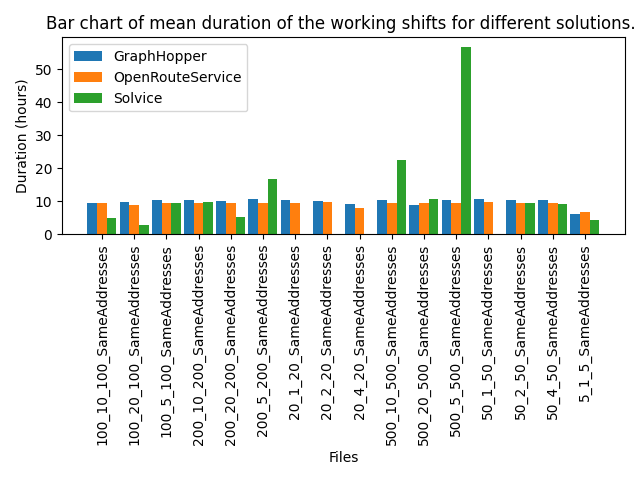 Bar chart of mean duration of the working shifts for different solutions.
GraphHopper
OpenRouteService
Solvice
Duration (hours)
50
40
30
20
10
0
100_10_100_SameAddresses
100_20_100_SameAddresses
100_5_100_SameAddresses
200_10_200_SameAddresses
200_20_200_SameAddresses
200_5_200_SameAddresses
20_1_20_SameAddresses
20_2_20_SameAddresses
20_4_20_SameAddresses
500_10_500_SameAddresses
500_20_500_SameAddresses
500_5_500_SameAddresses
50_1_50_SameAddresses
50_2_50_SameAddresses
50_4_50_SameAddresses
5_1_5_SameAddresses
Files